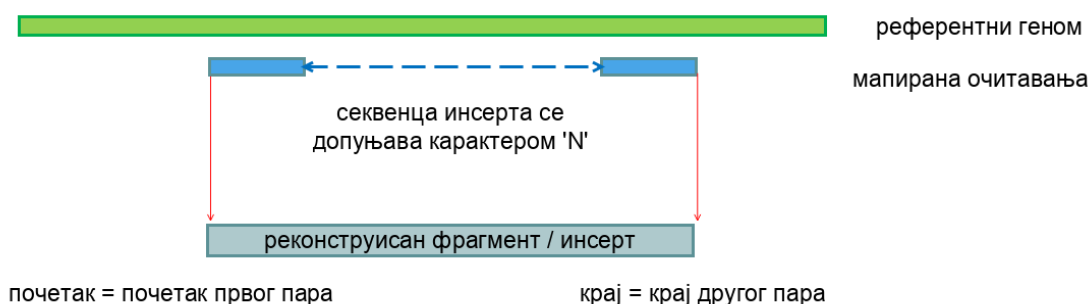 референтни геном
мапирана очитавања
секвенца инсерта се
допуњава карактером 'N'
реконструисан фрагмент / инсерт
почетак = почетак првог пара
крај = крај другог пара